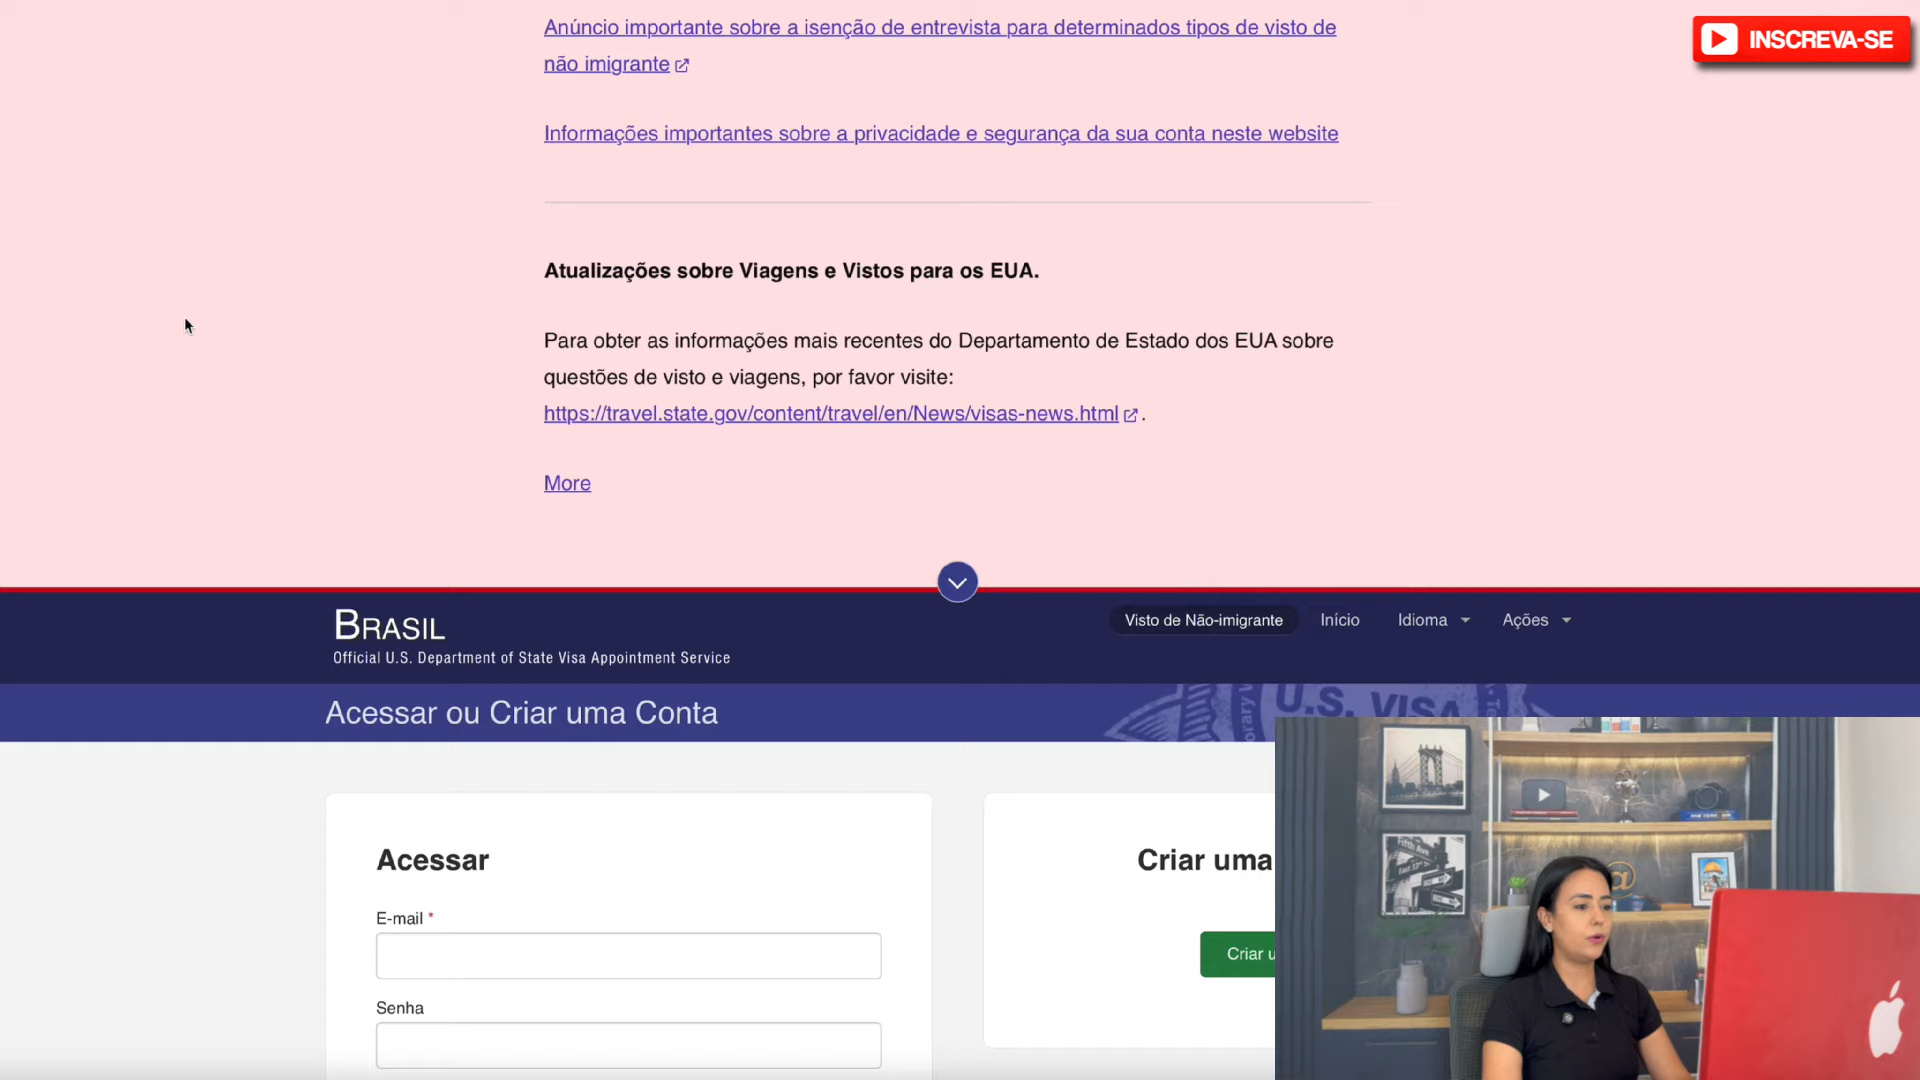 Anúncio importante sobre a isenção de entrevista para determinados tipos de visto de
não imigrante
INSCREVA-SE
Informações importantes sobre a privacidade e segurança da sua conta neste website
Atualizações sobre Viagens e Vistos para os EUA.
Para obter as informações mais recentes do Departamento de Estado dos EUA sobre
questões de visto e viagens, por favor visite:
https://travel.state.gov/content/travel/en/News/visas-news.html .
More
BRASIL
Official U.S. Department of State Visa Appointment Service
Visto de Não-imigrante
Início
Idioma
Ações
Acessar ou Criar uma Conta
U.S. VISA
Acessar
E-mail *
Senha
Criar uma
Criar u
Fifth Ave